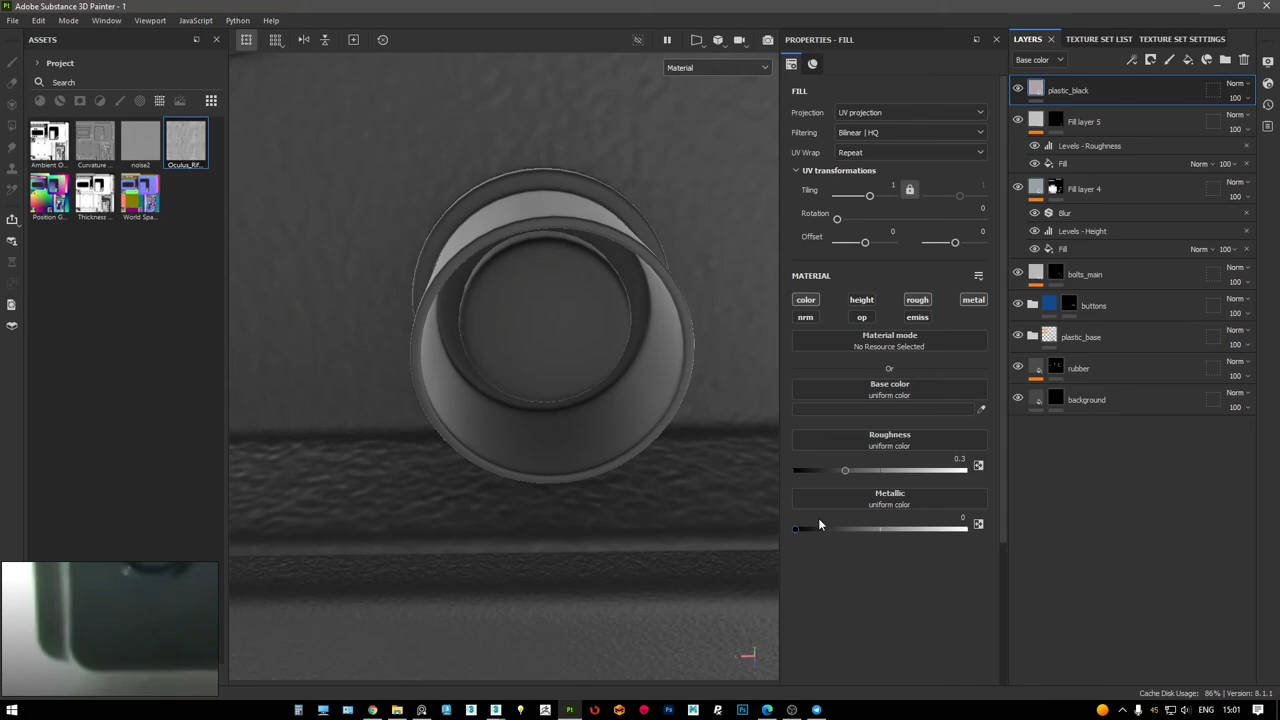 Adobe Substance 3D Painter - 1
File Edit Mode Window Viewport JavaScript Python Help
ASSETS
Project
Search
Ambient O...
Curvature ...
noise2
Oculus_Rif...
Position G...
Thickness ...
World Spa...
Material
PROPERTIES - FILL
FILL
Projection UV projection
Filtering Bilinear | HQ
UV Wrap Repeat
UV transformations
Tiling 1 1
Rotation 0
Offset 0 0
MATERIAL
color height rough metal
nrm op emiss
Material mode
No Resource Selected
Or
Base color
uniform color
Roughness
uniform color
0.3
Metallic
uniform color
0
LAYERS TEXTURE SET LIST TEXTURE SET SETTINGS
Base color
plastic_black Norm 100
Fill layer 5 Norm 100
Levels - Roughness
Fill Norm 100
Fill layer 4 Norm 100
Blur
Levels - Height
Fill Norm 100
bolts_main Norm 100
buttons Norm 100
plastic_base Norm 100
rubber Norm 100
background Norm 100
Cache Disk Usage: 86% | Version: 8.1.1
45 ENG 15:01